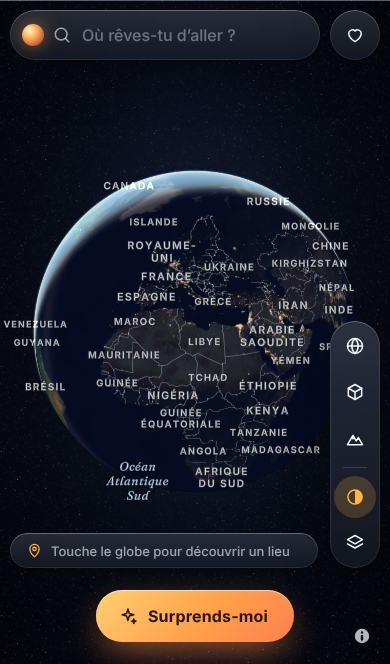 Où rêves-tu d'aller ?
CANADA
RUSSIE
ISLANDE
MONGOLIE
ROYAUME-
UNI
CHINE
UKRAINE
KIRGHIZSTAN
FRANCE
NÉPAL
ESPAGNE
GRÈCE
IRAN
INDE
VENEZUELA
MAROC
ARABIE
SAOUDITE
GUYANA
LIBYE
MAURITANIE
YÉMEN
TCHAD
BRÉSIL
GUINÉE
ÉTHIOPIE
NIGÉRIA
GUINÉE
ÉQUATORIALE
KENYA
TANZANIE
ANGOLA
MADAGASCAR
Océan
Atlantique
Sud
AFRIQUE
DU SUD
Touche le globe pour découvrir un lieu
Surprends-moi